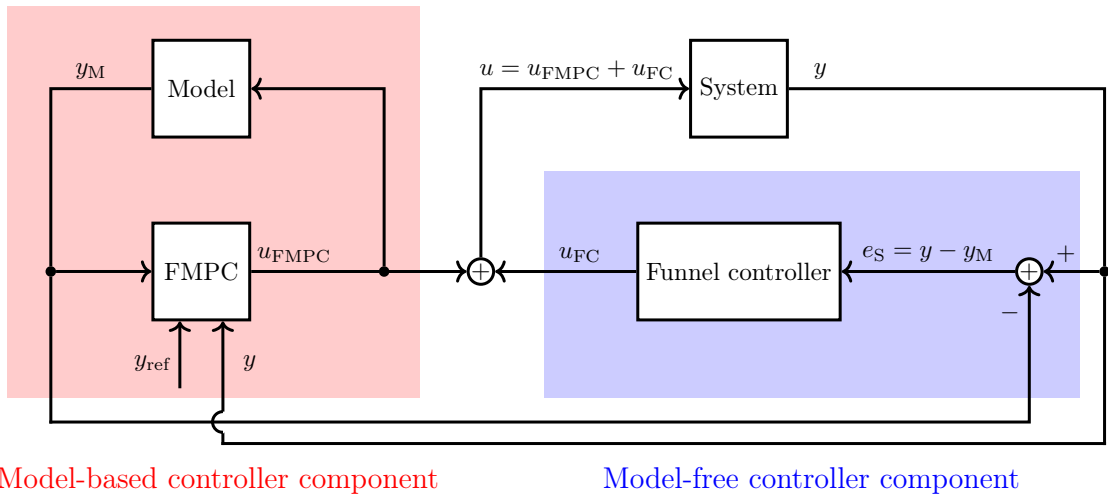 y_M
Model
u = u_FMPC + u_FC
System
y
FMPC
u_FMPC
+
u_FC
Funnel controller
e_S = y − y_M
+
+
−
y_ref
y
Model-based controller component
Model-free controller component